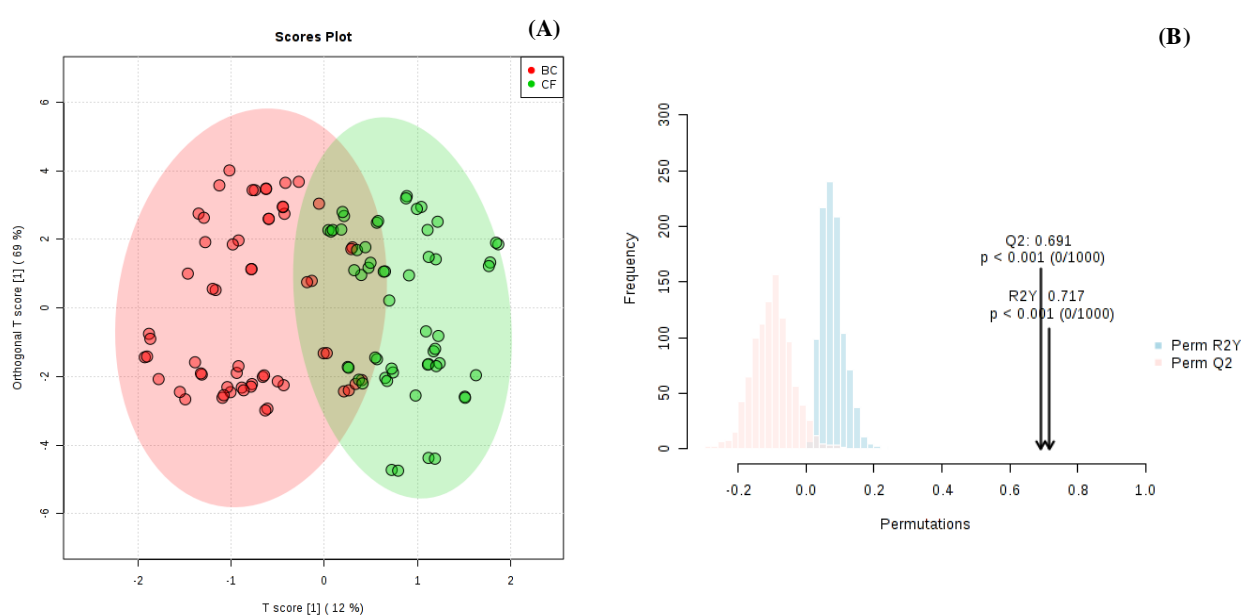 (A)
Scores Plot
BC
CF
6
4
2
0
-2
-4
-6
Orthogonal T score [1] ( 69 %)
-2
-1
0
1
2
T score [1] ( 12 %)
(B)
300
250
200
150
100
50
0
Frequency
Q2: 0.691
p < 0.001 (0/1000)
R2Y: 0.717
p < 0.001 (0/1000)
Perm R2Y
Perm Q2
-0.2
0.0
0.2
0.4
0.6
0.8
1.0
Permutations